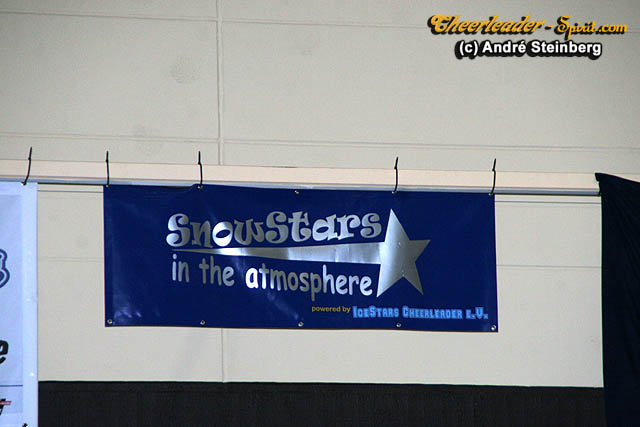 Cheerleader-Spirit.com
(c) André Steinberg
SnowStars
in the atmosphere
powered by IceStars Cheerleader e.V.
e